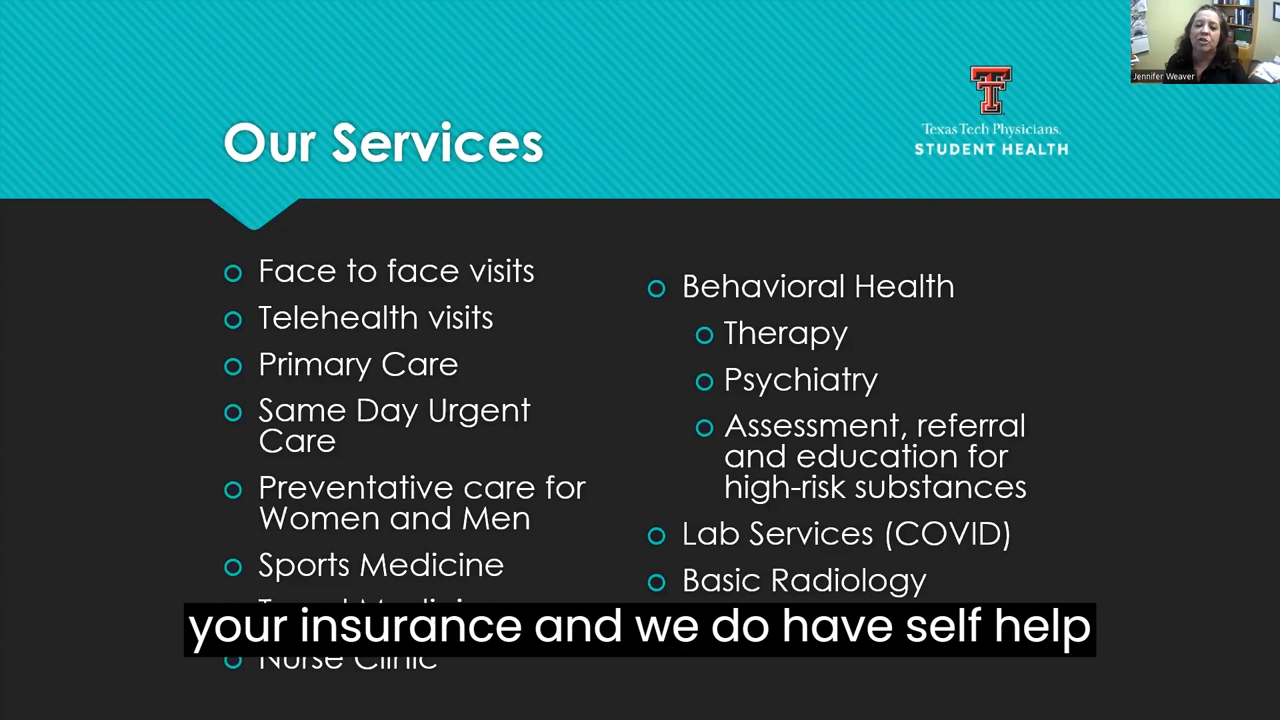 Jennifer Weaver
Our Services
Texas Tech Physicians.
STUDENT HEALTH
Face to face visits
Telehealth visits
Primary Care
Same Day Urgent
Care
Preventative care for
Women and Men
Sports Medicine
Nurse Clinic
Behavioral Health
Therapy
Psychiatry
Assessment, referral
and education for
high-risk substances
Lab Services (COVID)
Basic Radiology
your insurance and we do have self help